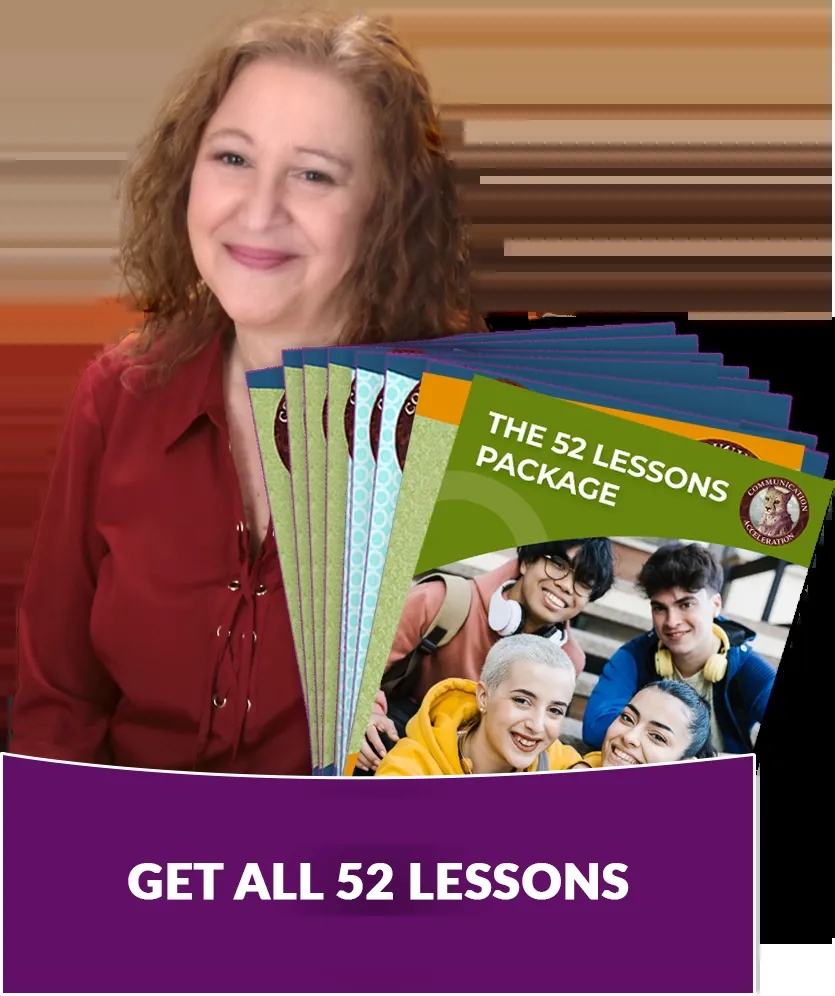 THE 52 LESSONS
PACKAGE
COMMUNICATION
ACCELERATION
GET ALL 52 LESSONS